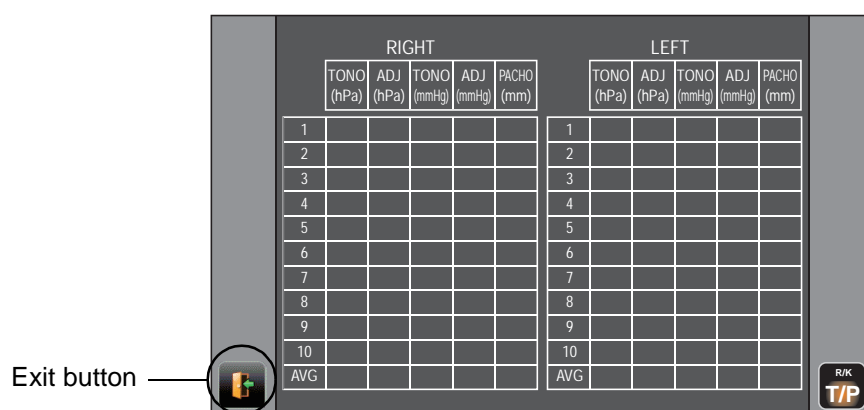 RIGHT LEFT
TONO (hPa) ADJ (hPa) TONO (mmHg) ADJ (mmHg) PACHO (mm) TONO (hPa) ADJ (hPa) TONO (mmHg) ADJ (mmHg) PACHO (mm)
1 1
2 2
3 3
4 4
5 5
6 6
7 7
8 8
9 9
10 10
AVG AVG
Exit button
R/K
T/P